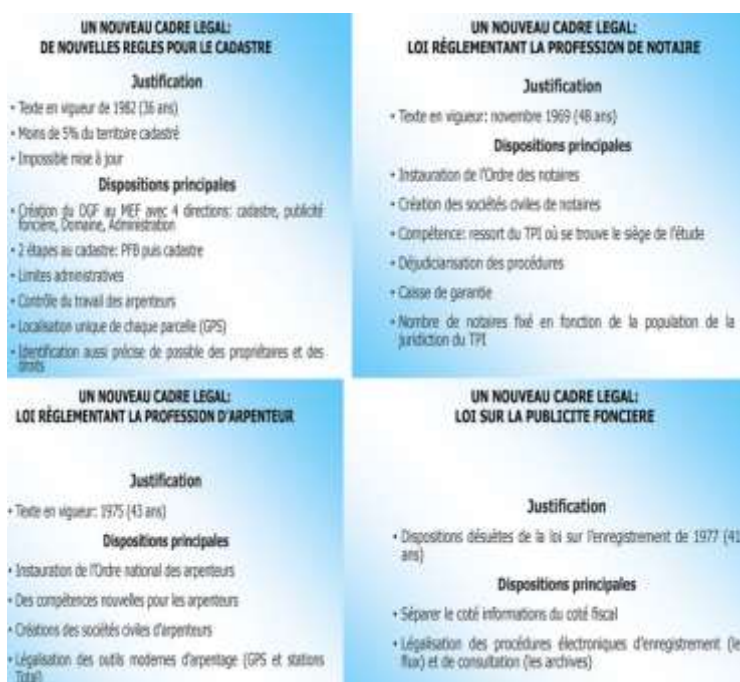 UN NOUVEAU CADRE LEGAL:
DE NOUVELLES REGLES POUR LE CADASTRE
Justification
• Texte en vigueur de 1982 (36 ans)
• Moins de 5% du territoire cadastré
• Impossible mise à jour
Dispositions principales
• Création du DGF au MEF avec 4 directions: cadastre, publicité
foncière, Domaine, Administration
• 2 étapes au cadastre: PFB puis cadastre
• Limites administratives
• Contrôle du travail des arpenteurs
• Localisation unique de chaque parcelle (GPS)
• Identification aussi précise de possible des propriétaires et des
droits
UN NOUVEAU CADRE LEGAL:
LOI RÈGLEMENTANT LA PROFESSION DE NOTAIRE
Justification
• Texte en vigueur: novembre 1969 (48 ans)
Dispositions principales
• Instauration de l'Ordre des notaires
• Création des sociétés civiles de notaires
• Compétence: ressort du TPI où se trouve le siège de l'étude
• Déjudiciarisation des procédures
• Caisse de garantie
• Nombre de notaires fixé en fonction de la population de la
juridiction du TPI
UN NOUVEAU CADRE LEGAL:
LOI RÈGLEMENTANT LA PROFESSION D'ARPENTEUR
Justification
• Texte en vigueur: 1975 (43 ans)
Dispositions principales
• Instauration de l'Ordre national des arpenteurs
• Des compétences nouvelles pour les arpenteurs
• Créations des sociétés civiles d'arpenteurs
• Légalisation des outils modernes d'arpentage (GPS et stations
Total)
UN NOUVEAU CADRE LEGAL:
LOI SUR LA PUBLICITE FONCIERE
Justification
• Dispositions désuètes de la loi sur l'enregistrement de 1977 (41
ans)
Dispositions principales
• Séparer le coté informations du coté fiscal
• Légalisation des procédures électroniques d'enregistrement (le
flux) et de consultation (les archives)